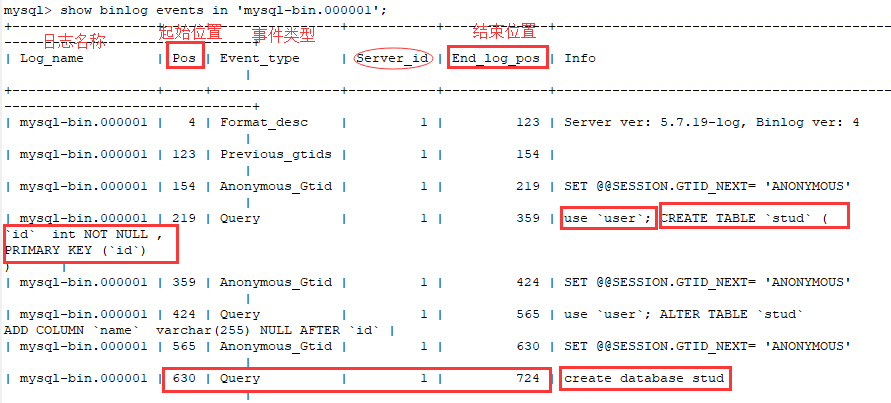 mysql> show binlog events in 'mysql-bin.000001';
日志名称 起始位置 事件类型 结束位置
| Log_name | Pos | Event_type | Server_id | End_log_pos | Info
|
| mysql-bin.000001 | 4 | Format_desc | 1 | 123 | Server ver: 5.7.19-log, Binlog ver: 4
|
| mysql-bin.000001 | 123 | Previous_gtids | 1 | 154 |
|
| mysql-bin.000001 | 154 | Anonymous_Gtid | 1 | 219 | SET @@SESSION.GTID_NEXT= 'ANONYMOUS'
|
| mysql-bin.000001 | 219 | Query | 1 | 359 | use `user`; CREATE TABLE `stud` (
`id` int NOT NULL ,
PRIMARY KEY (`id`)
) |
| mysql-bin.000001 | 359 | Anonymous_Gtid | 1 | 424 | SET @@SESSION.GTID_NEXT= 'ANONYMOUS'
|
| mysql-bin.000001 | 424 | Query | 1 | 565 | use `user`; ALTER TABLE `stud`
ADD COLUMN `name` varchar(255) NULL AFTER `id` |
| mysql-bin.000001 | 565 | Anonymous_Gtid | 1 | 630 | SET @@SESSION.GTID_NEXT= 'ANONYMOUS'
|
| mysql-bin.000001 | 630 | Query | 1 | 724 | create database stud
|